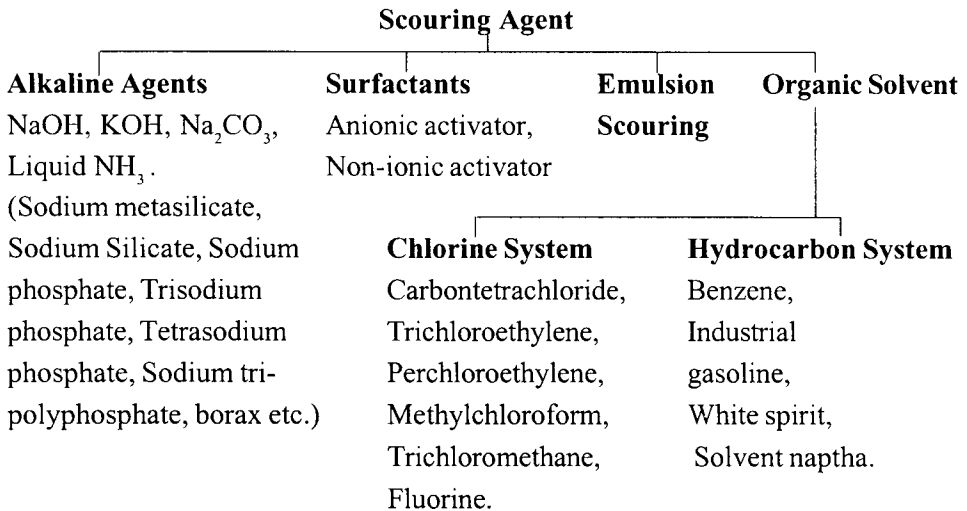 Scouring Agent
Alkaline Agents
NaOH, KOH, Na₂CO₃,
Liquid NH₃ .
(Sodium metasilicate,
Sodium Silicate, Sodium
phosphate, Trisodium
phosphate, Tetrasodium
phosphate, Sodium tri-
polyphosphate, borax etc.)
Surfactants
Anionic activator,
Non-ionic activator
Emulsion
Scouring
Organic Solvent
Chlorine System
Carbontetrachloride,
Trichloroethylene,
Perchloroethylene,
Methylchloroform,
Trichloromethane,
Fluorine.
Hydrocarbon System
Benzene,
Industrial
gasoline,
White spirit,
Solvent naptha.